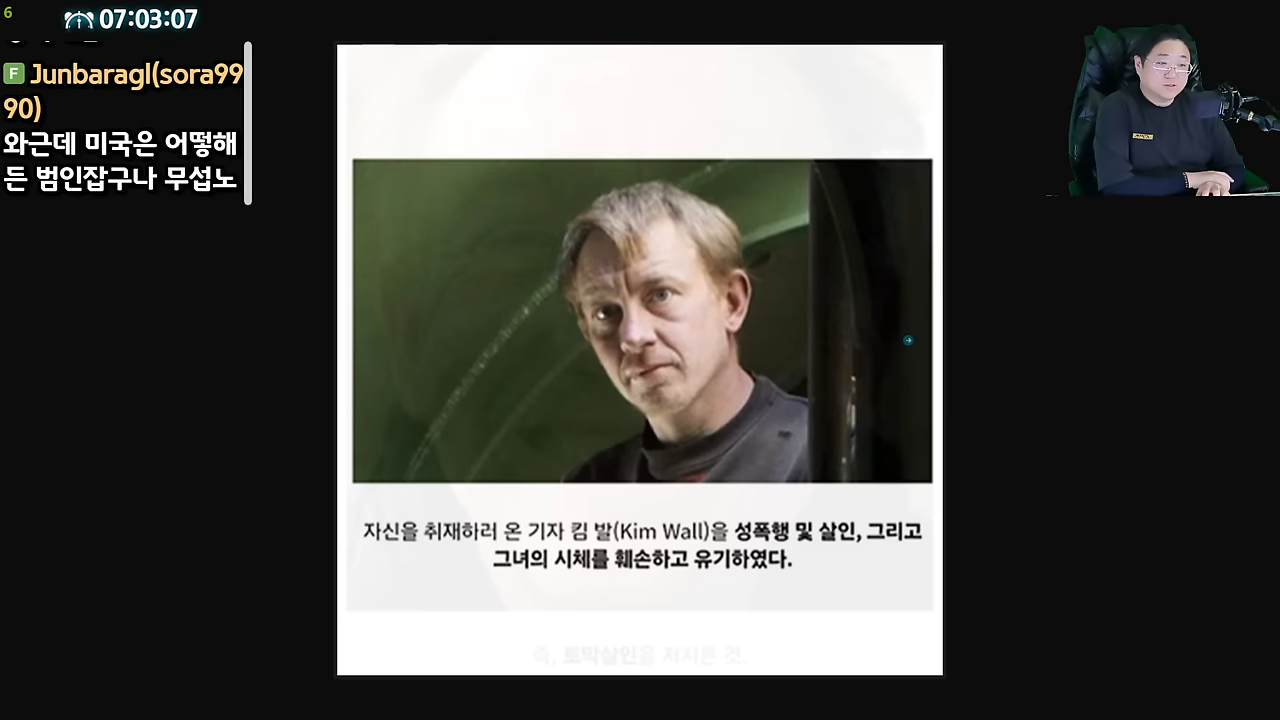 6
07:03:07
F Junbaragl(sora99
90)
와근데 미국은 어떻해
든 범인잡구나 무섭노
자신을 취재하러 온 기자 킴 발(Kim Wall)을 성폭행 및 살인, 그리고
그녀의 시체를 훼손하고 유기하였다.
즉, 토막살인을 저지른 것.